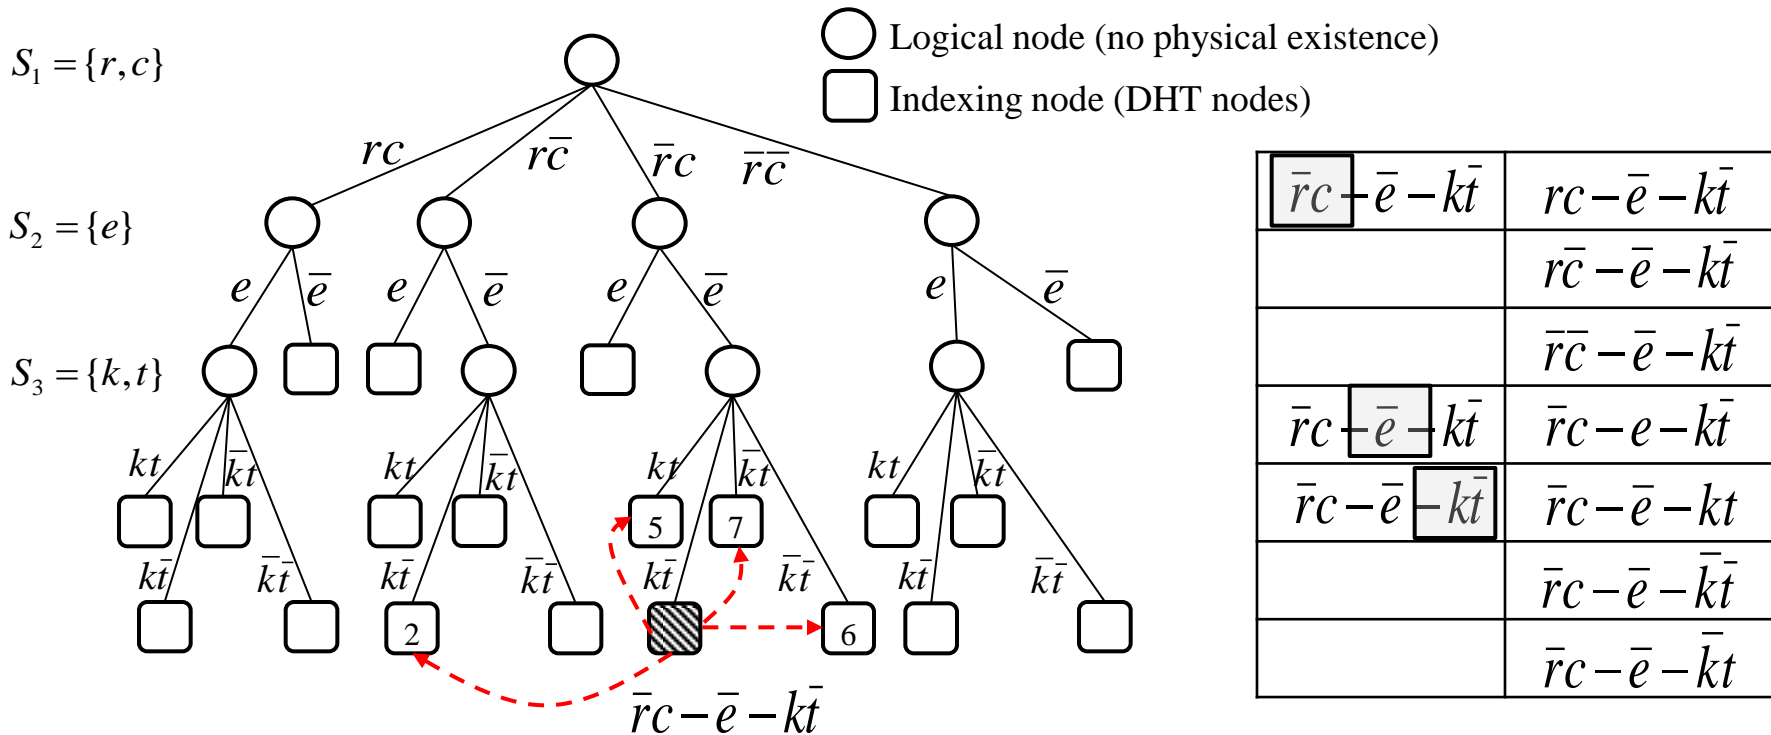 S₁ = {r, c}
Logical node (no physical existence)
Indexing node (DHT nodes)
rc
rc̄
r̄c
r̄c̄
S₂ = {e}
e
ē
e
ē
e
ē
e
ē
S₃ = {k, t}
kt
k̄t
kt̄
k̄t̄
kt
k̄t
kt̄
k̄t̄
kt
k̄t
kt̄
k̄t̄
kt
k̄t
kt̄
k̄t̄
5
7
2
6
r̄c – ē – kt̄
r̄c – ē – kt̄
rc – ē – kt̄
rc̄ – ē – kt̄
r̄c̄ – ē – kt̄
r̄c – ē – kt̄
r̄c – e – kt̄
r̄c – ē – kt̄
r̄c – ē – kt
r̄c – ē – k̄t̄
r̄c – ē – k̄t